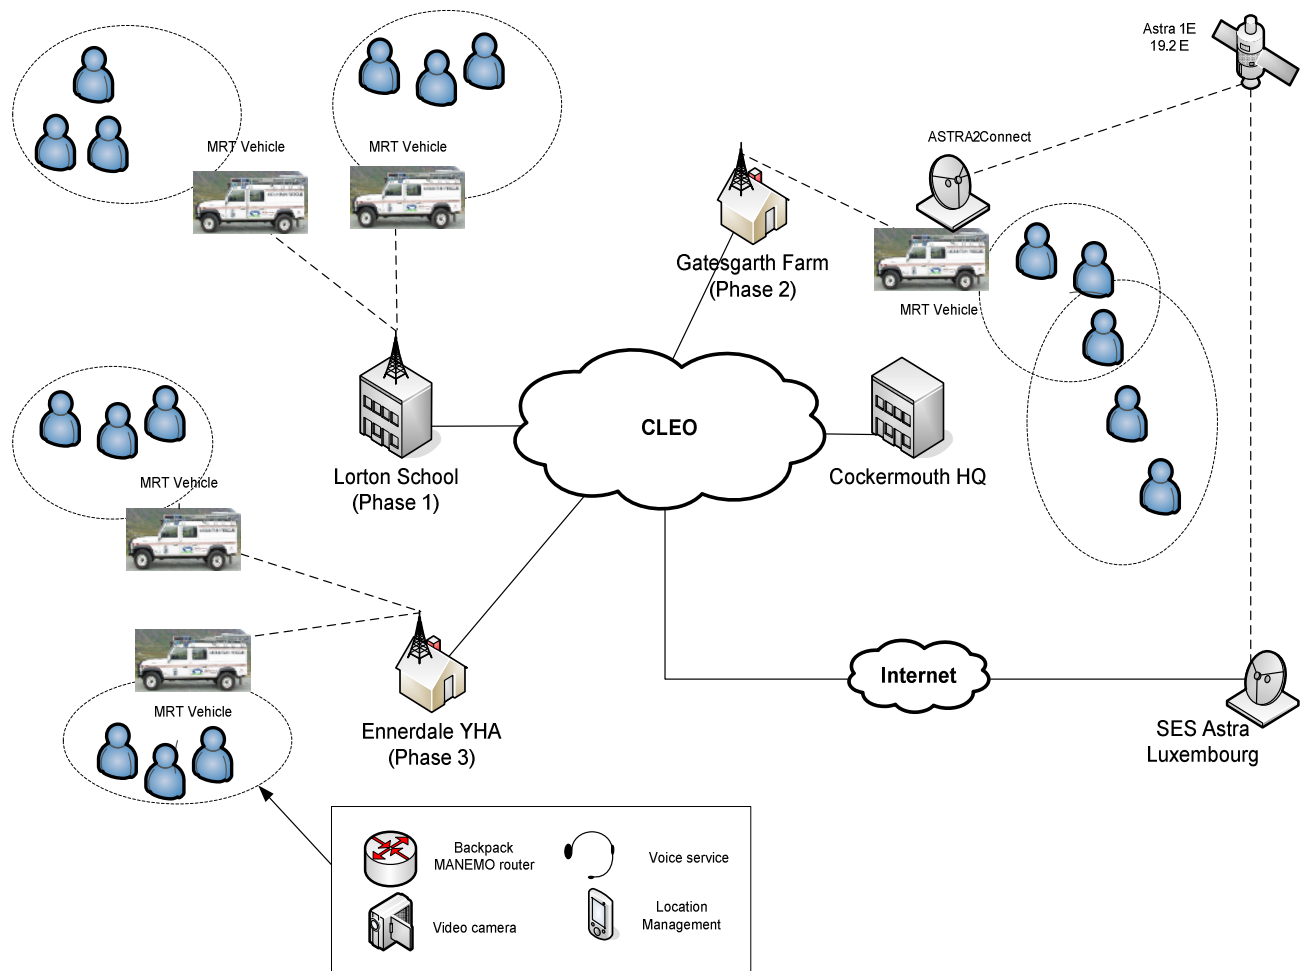 Astra 1E
19.2 E
ASTRA2Connect
MRT Vehicle
MRT Vehicle
Gatesgarth Farm
(Phase 2)
MRT Vehicle
CLEO
Lorton School
(Phase 1)
Cockermouth HQ
MRT Vehicle
Internet
MRT Vehicle
Ennerdale YHA
(Phase 3)
SES Astra
Luxembourg
Backpack
MANEMO router
Voice service
Video camera
Location
Management